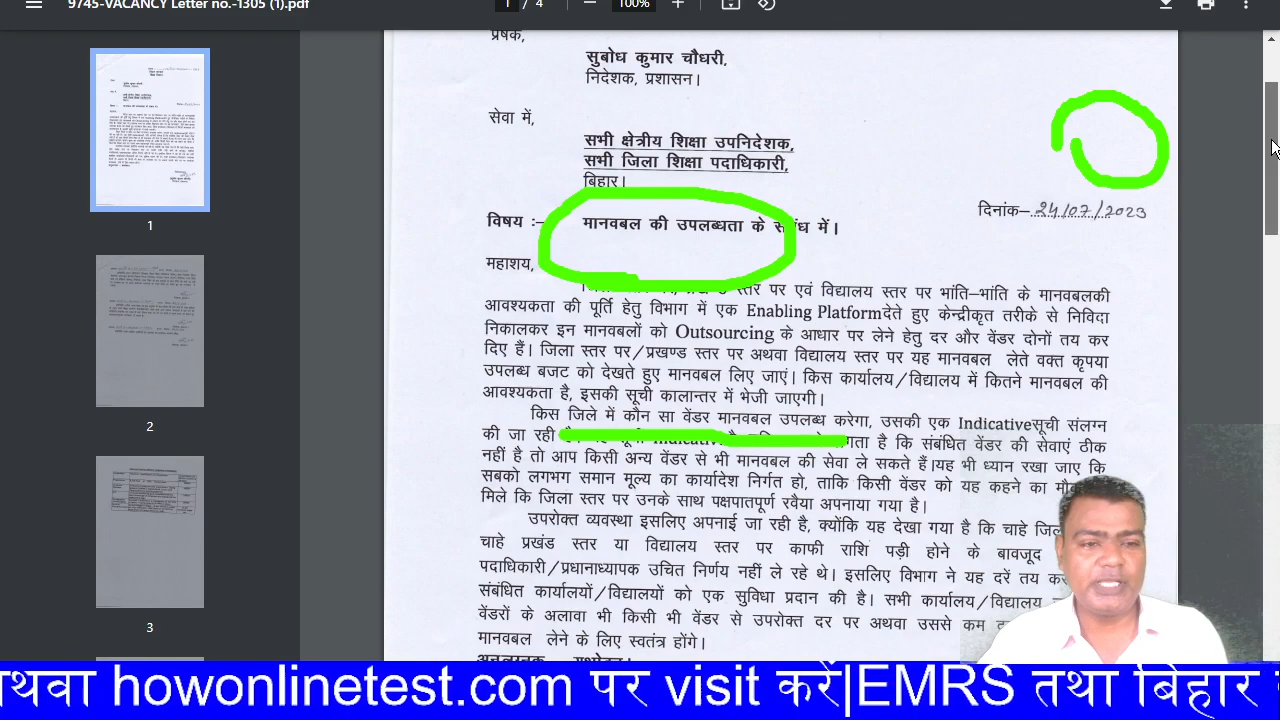 9745-VACANCY Letter no.-1305 (1).pdf
1 / 4
100%
प्रेषक,
सुबोध कुमार चौधरी,
निदेशक, प्रशासन।
सेवा में,
सभी क्षेत्रीय शिक्षा उपनिदेशक,
सभी जिला शिक्षा पदाधिकारी,
बिहार।
दिनांक–24/07/2023
विषय :– मानवबल की उपलब्धता के संबंध में।
महाशय,
स्तर पर एवं विद्यालय स्तर पर भांति–भांति के मानवबलकी
आवश्यकता की पूर्ति हेतु विभाग में एक Enabling Platformदेते हुए केन्द्रीकृत तरीके से निविदा
निकालकर इन मानवबलों को Outsourcing के आधार पर लेने हेतु दर और वेंडर दोनो तय कर
दिए हैं। जिला स्तर पर/प्रखण्ड स्तर पर अथवा विद्यालय स्तर पर यह मानवबल लेते वक्त कृपया
उपलब्ध बजट को देखते हुए मानवबल लिए जाएं। किस कार्यालय/विद्यालय में कितने मानवबल की
आवश्यकता है, इसकी सूची कालान्तर में भेजी जाएगी।
किस जिले में कौन सा वेंडर मानवबल उपलब्ध करेगा, उसकी एक Indicativeसूची संलग्न
की जा रही है। यह सूची Indicative है, यदि लगता है कि संबंधित वेंडर की सेवाएं ठीक
नहीं है तो आप किसी अन्य वेंडर से भी मानवबल की सेवा ले सकते हैं।यह भी ध्यान रखा जाए कि
सबको लगभग समान मूल्य का कार्यादेश निर्गत हो, ताकि किसी वेंडर को यह कहने का
मिले कि जिला स्तर पर उनके साथ पक्षपातपूर्ण रवैया अपनाया गया है।
उपरोक्त व्यवस्था इसलिए अपनाई जा रही है, क्योंकि यह देखा गया है कि चाहे
चाहे प्रखंड स्तर या विद्यालय स्तर पर काफी राशि पड़ी होने के बावजूद
पदाधिकारी/प्रधानाध्यापक उचित निर्णय नहीं ले रहे थे। इसलिए विभाग ने यह दरें तय
संबंधित कार्यालयों/विद्यालयों को एक सुविधा प्रदान की है। सभी कार्यालय/विद्यालय
वेंडरों के अलावा भी किसी भी वेंडर से उपरोक्त दर पर अथवा उससे कम
मानवबल लेने के लिए स्वतंत्र होंगे।
1
2
3
थवा howonlinetest.com पर visit करें|EMRS तथा बिहार